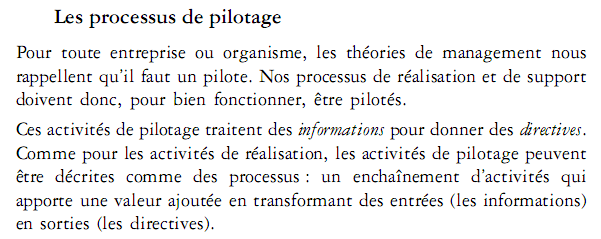 Les processus de pilotage
Pour toute entreprise ou organisme, les théories de management nous
rappellent qu'il faut un pilote. Nos processus de réalisation et de support
doivent donc, pour bien fonctionner, être pilotés.
Ces activités de pilotage traitent des informations pour donner des directives.
Comme pour les activités de réalisation, les activités de pilotage peuvent
être décrites comme des processus : un enchaînement d'activités qui
apporte une valeur ajoutée en transformant des entrées (les informations)
en sorties (les directives).